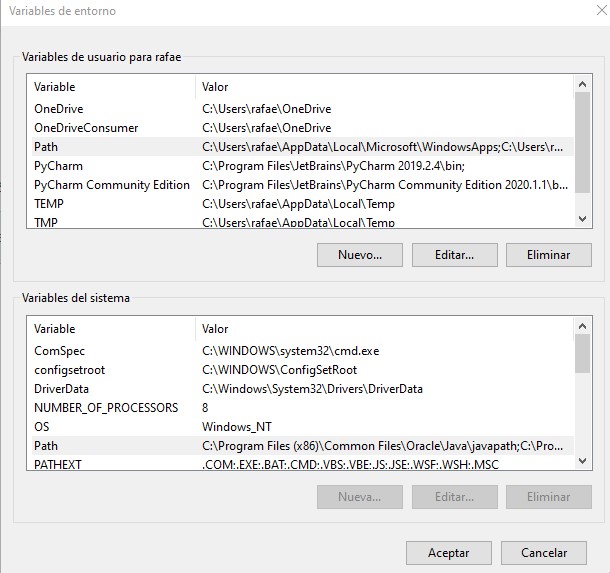 Variables de entorno
Variables de usuario para rafae
Variable Valor
OneDrive C:\Users\rafae\OneDrive
OneDriveConsumer C:\Users\rafae\OneDrive
Path C:\Users\rafae\AppData\Local\Microsoft\WindowsApps;C:\Users\r...
PyCharm C:\Program Files\JetBrains\PyCharm 2019.2.4\bin;
PyCharm Community Edition C:\Program Files\JetBrains\PyCharm Community Edition 2020.1.1\b...
TEMP C:\Users\rafae\AppData\Local\Temp
TMP C:\Users\rafae\AppData\Local\Temp
Nuevo... Editar... Eliminar
Variables del sistema
Variable Valor
ComSpec C:\WINDOWS\system32\cmd.exe
configsetroot C:\WINDOWS\ConfigSetRoot
DriverData C:\Windows\System32\Drivers\DriverData
NUMBER_OF_PROCESSORS 8
OS Windows_NT
Path C:\Program Files (x86)\Common Files\Oracle\Java\javapath;C:\Pro...
PATHEXT .COM;.EXE;.BAT;.CMD;.VBS;.VBE;.JS;.JSE;.WSF;.WSH;.MSC
Nueva... Editar... Eliminar
Aceptar Cancelar